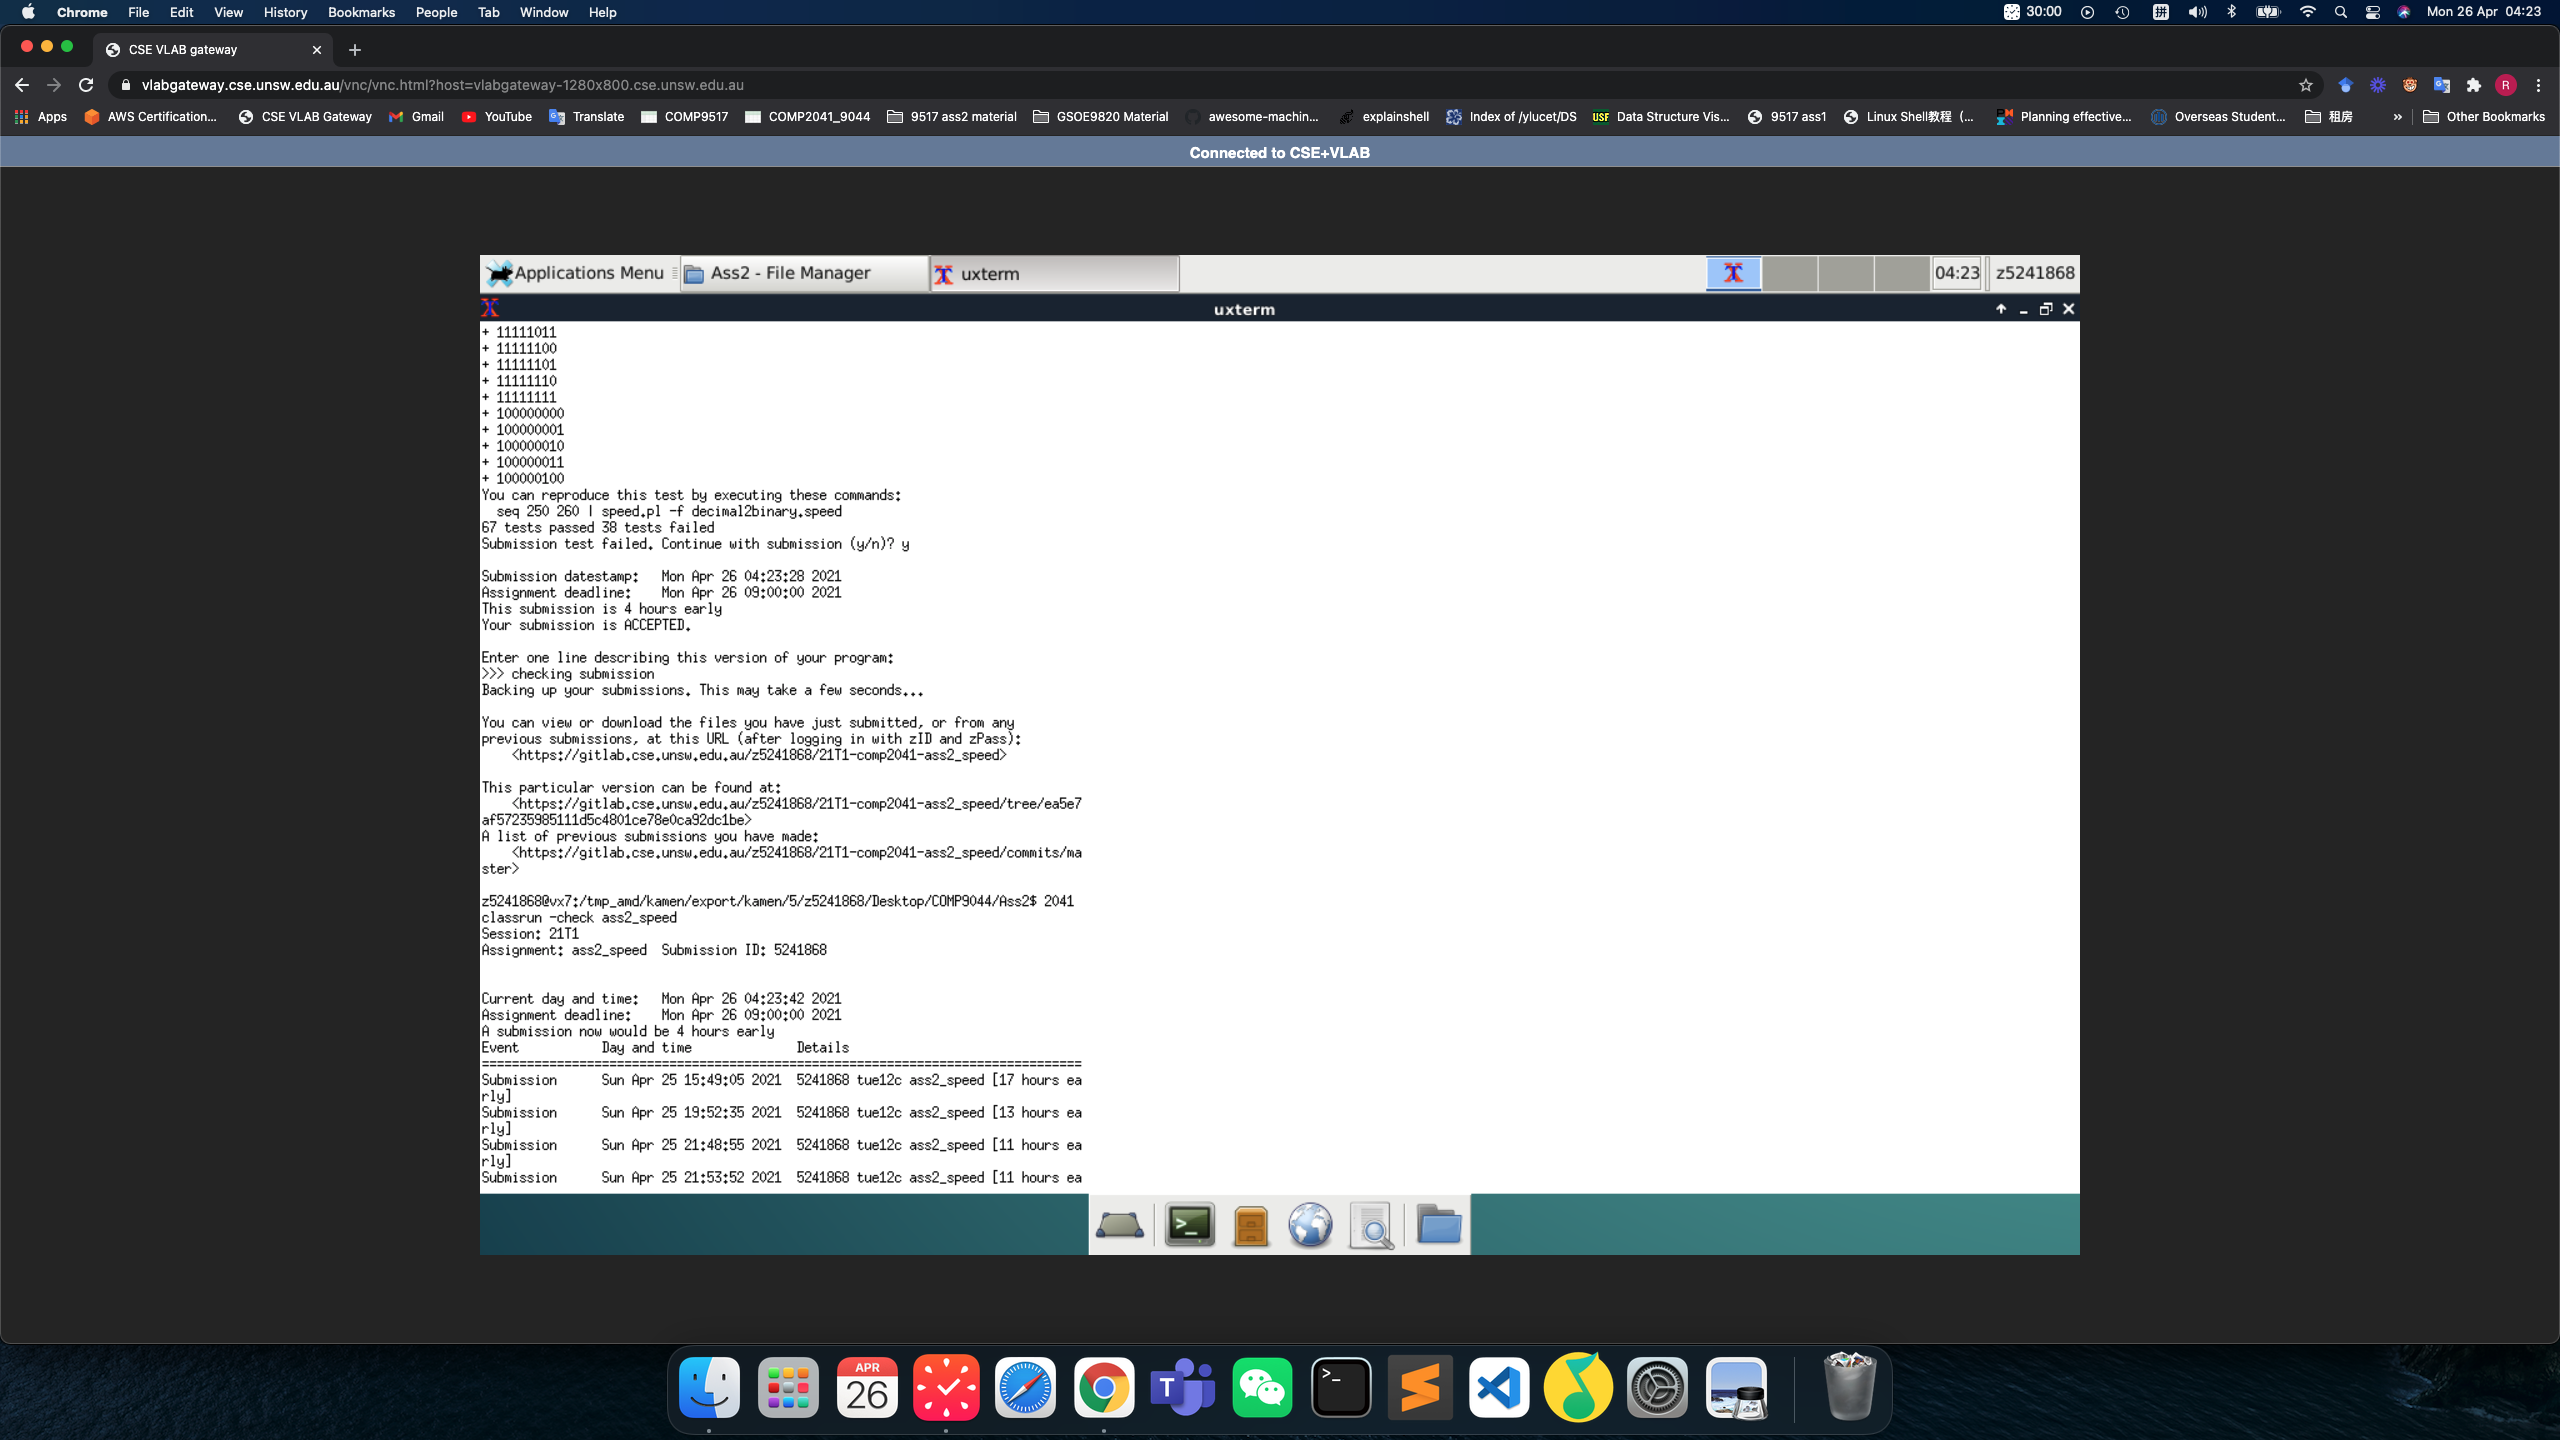 Chrome File Edit View History Bookmarks People Tab Window Help 30:00 拼 Mon 26 Apr 04:23
CSE VLAB gateway
vlabgateway.cse.unsw.edu.au/vnc/vnc.html?host=vlabgateway-1280x800.cse.unsw.edu.au R
Apps AWS Certification... CSE VLAB Gateway Gmail YouTube Translate COMP9517 COMP2041_9044 9517 ass2 material GSOE9820 Material awesome-machin... explainshell Index of /ylucet/DS USF Data Structure Vis... 9517 ass1 Linux Shell教程（... Planning effective... Overseas Student... 租房 » Other Bookmarks
Connected to CSE+VLAB
Applications Menu Ass2 - File Manager uxterm 04:23 z5241868
uxterm
+ 11111011
+ 11111100
+ 11111101
+ 11111110
+ 11111111
+ 100000000
+ 100000001
+ 100000010
+ 100000011
+ 100000100
You can reproduce this test by executing these commands:
seq 250 260 | speed.pl -f decimal2binary.speed
67 tests passed 38 tests failed
Submission test failed. Continue with submission (y/n)? y
Submission datestamp: Mon Apr 26 04:23:28 2021
Assignment deadline: Mon Apr 26 09:00:00 2021
This submission is 4 hours early
Your submission is ACCEPTED.
Enter one line describing this version of your program:
>>> checking submission
Backing up your submissions. This may take a few seconds...
You can view or download the files you have just submitted, or from any
previous submissions, at this URL (after logging in with zID and zPass):
<https://gitlab.cse.unsw.edu.au/z5241868/21T1-comp2041-ass2_speed>
This particular version can be found at:
<https://gitlab.cse.unsw.edu.au/z5241868/21T1-comp2041-ass2_speed/tree/ea5e7
af57235985111d5c4801ce78e0ca92dc1be>
A list of previous submissions you have made:
<https://gitlab.cse.unsw.edu.au/z5241868/21T1-comp2041-ass2_speed/commits/ma
ster>
z5241868@vx7:/tmp_amd/kamen/export/kamen/5/z5241868/Desktop/COMP9044/Ass2$ 2041
classrun -check ass2_speed
Session: 21T1
Assignment: ass2_speed Submission ID: 5241868
Current day and time: Mon Apr 26 04:23:42 2021
Assignment deadline: Mon Apr 26 09:00:00 2021
A submission now would be 4 hours early
Event Day and time Details
================================================================================
Submission Sun Apr 25 15:49:05 2021 5241868 tue12c ass2_speed [17 hours ea
rly]
Submission Sun Apr 25 19:52:35 2021 5241868 tue12c ass2_speed [13 hours ea
rly]
Submission Sun Apr 25 21:48:55 2021 5241868 tue12c ass2_speed [11 hours ea
rly]
Submission Sun Apr 25 21:53:52 2021 5241868 tue12c ass2_speed [11 hours ea
APR
26
T